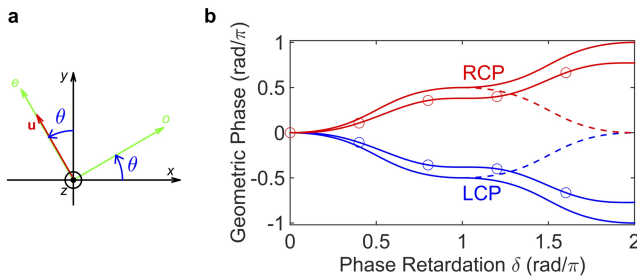 a
y
e
θ
u
o
θ
z
x
b
Geometric Phase (rad/π)
1
0.5
0
-0.5
-1
RCP
LCP
0
0.5
1
1.5
2
Phase Retardation δ (rad/π)